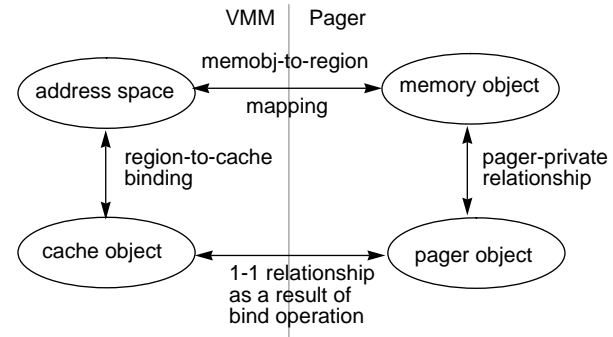 VMM
Pager
memobj-to-region
address space
memory object
mapping
region-to-cache
binding
pager-private
relationship
cache object
pager object
1-1 relationship
as a result of
bind operation